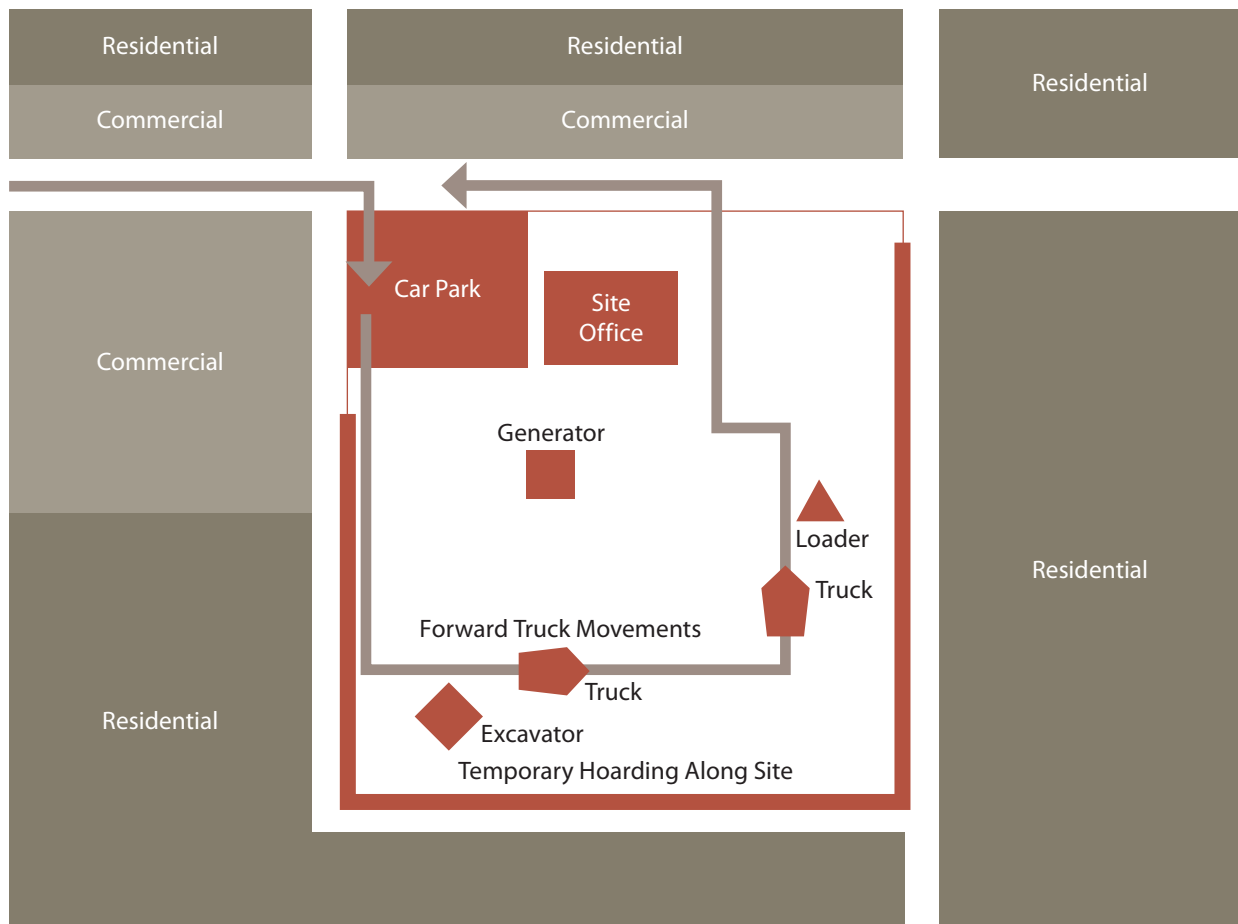 Residential
Residential
Residential
Commercial
Commercial
Car Park
Site
Office
Commercial
Generator
Loader
Residential
Truck
Forward Truck Movements
Truck
Residential
Excavator
Temporary Hoarding Along Site